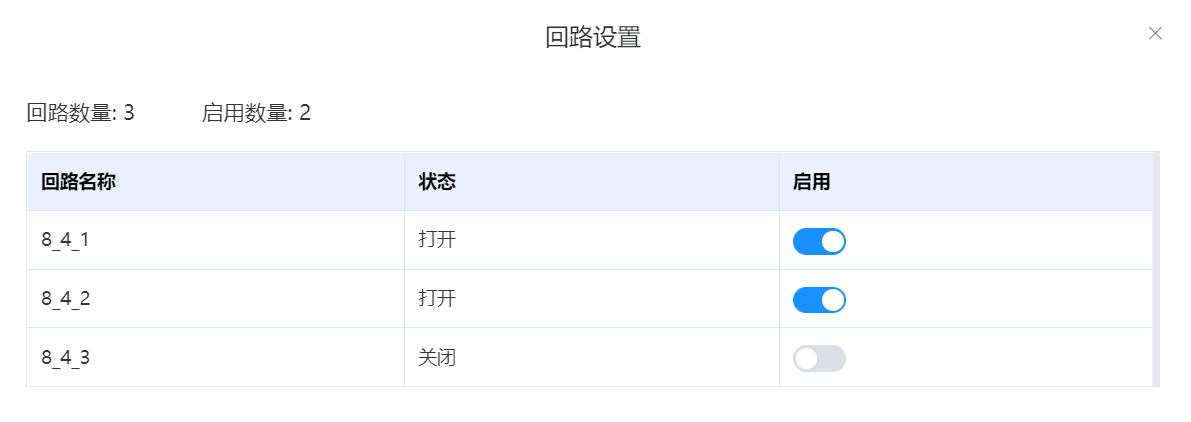 回路设置
回路数量: 3 启用数量: 2
回路名称 状态 启用
8_4_1 打开
8_4_2 打开
8_4_3 关闭